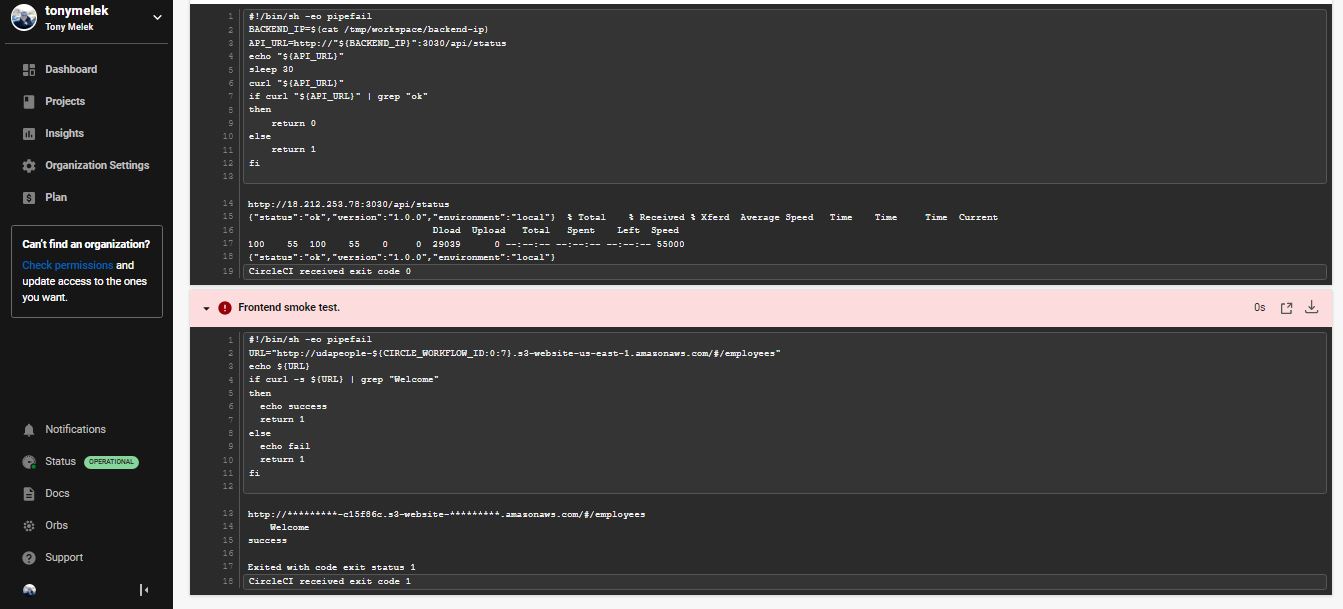 tonymelek
Tony Melek
Dashboard
Projects
Insights
Organization Settings
Plan
Can't find an organization?
Check permissions and
update access to the ones
you want.
Notifications
Status OPERATIONAL
Docs
Orbs
Support
1 #!/bin/sh -eo pipefail
2 BACKEND_IP=$(cat /tmp/workspace/backend-ip)
3 API_URL=http://"${BACKEND_IP}":3030/api/status
4 echo "${API_URL}"
5 sleep 30
6 curl "${API_URL}"
7 if curl "${API_URL}" | grep "ok"
8 then
9     return 0
10 else
11     return 1
12 fi
13
14 http://18.212.253.78:3030/api/status
15 {"status":"ok","version":"1.0.0","environment":"local"}  % Total    % Received % Xferd  Average Speed   Time    Time     Time  Current
16                                  Dload  Upload   Total   Spent    Left  Speed
17 100    55  100    55    0     0  29039      0 --:--:-- --:--:-- --:--:-- 55000
18 {"status":"ok","version":"1.0.0","environment":"local"}
19 CircleCI received exit code 0
Frontend smoke test. 0s
1 #!/bin/sh -eo pipefail
2 URL="http://udapeople-${CIRCLE_WORKFLOW_ID:0:7}.s3-website-us-east-1.amazonaws.com/#/employees"
3 echo ${URL}
4 if curl -s ${URL} | grep "Welcome"
5 then
6   echo success
7   return 1
8 else
9   echo fail
10   return 1
11 fi
12
13 http://*********-c15f86c.s3-website-*********.amazonaws.com/#/employees
14     Welcome
15 success
16
17 Exited with code exit status 1
18 CircleCI received exit code 1